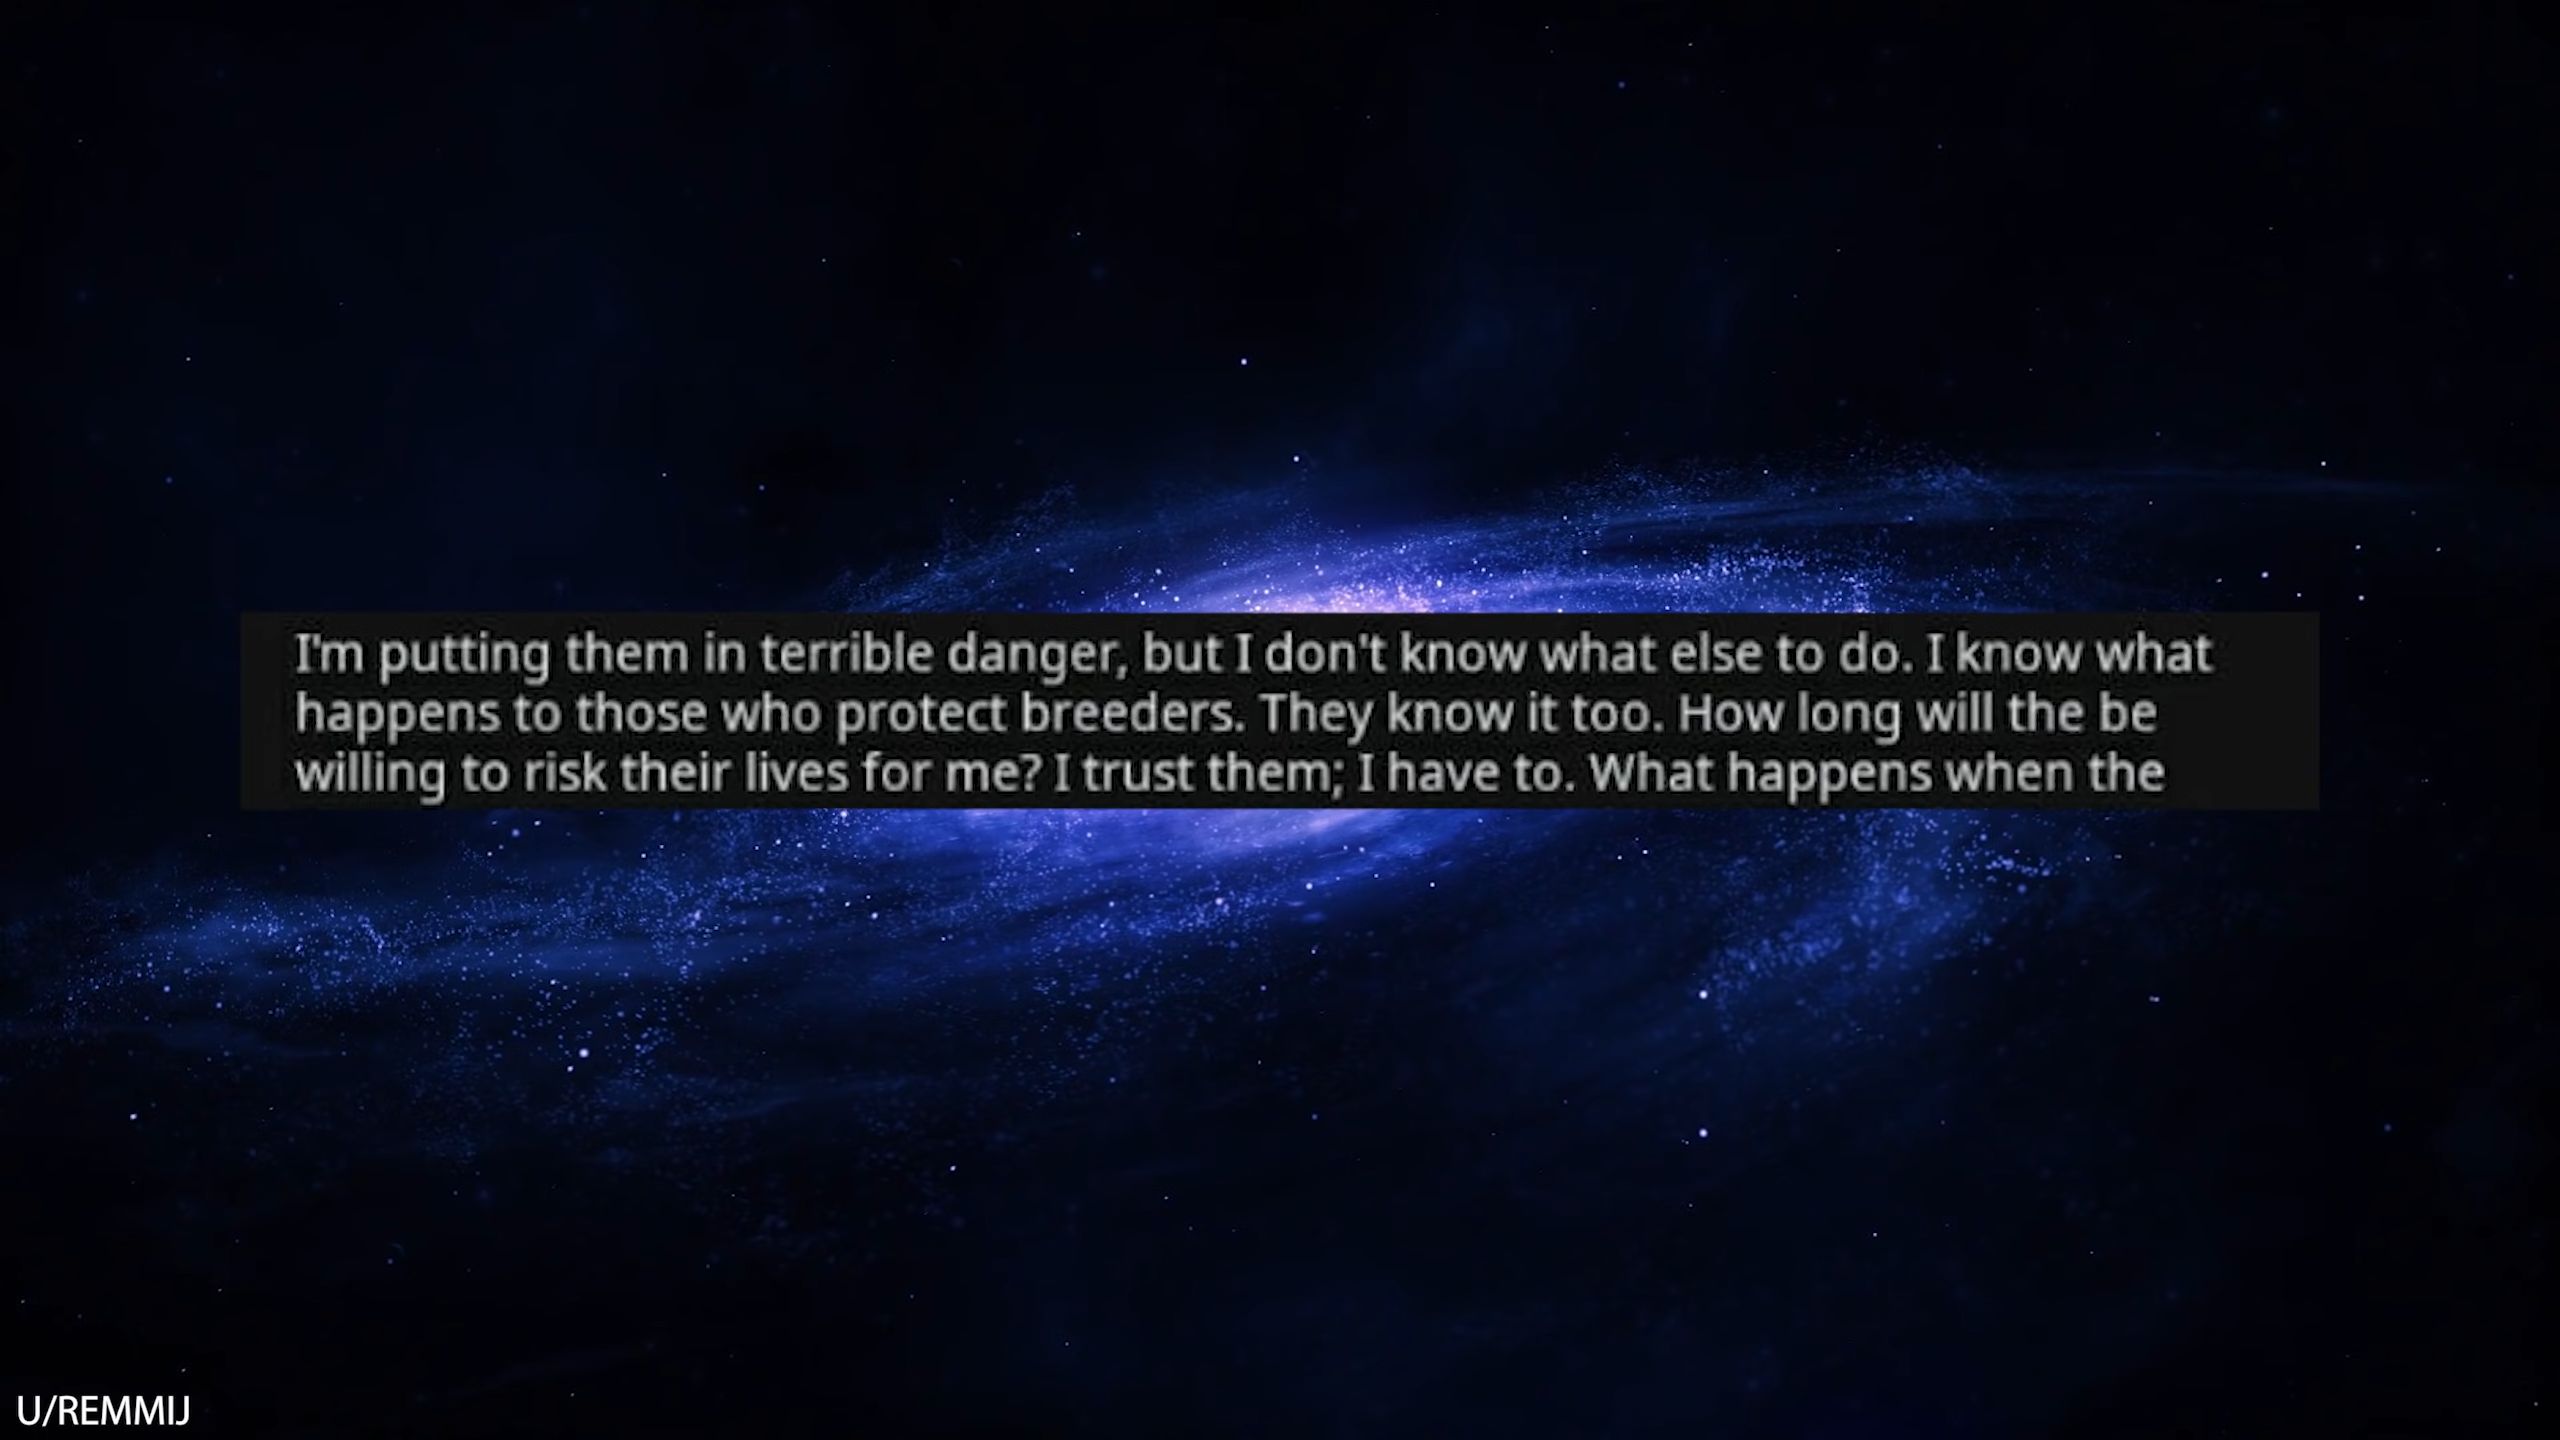 I'm putting them in terrible danger, but I don't know what else to do. I know what
happens to those who protect breeders. They know it too. How long will the be
willing to risk their lives for me? I trust them; I have to. What happens when the
U/REMMIJ